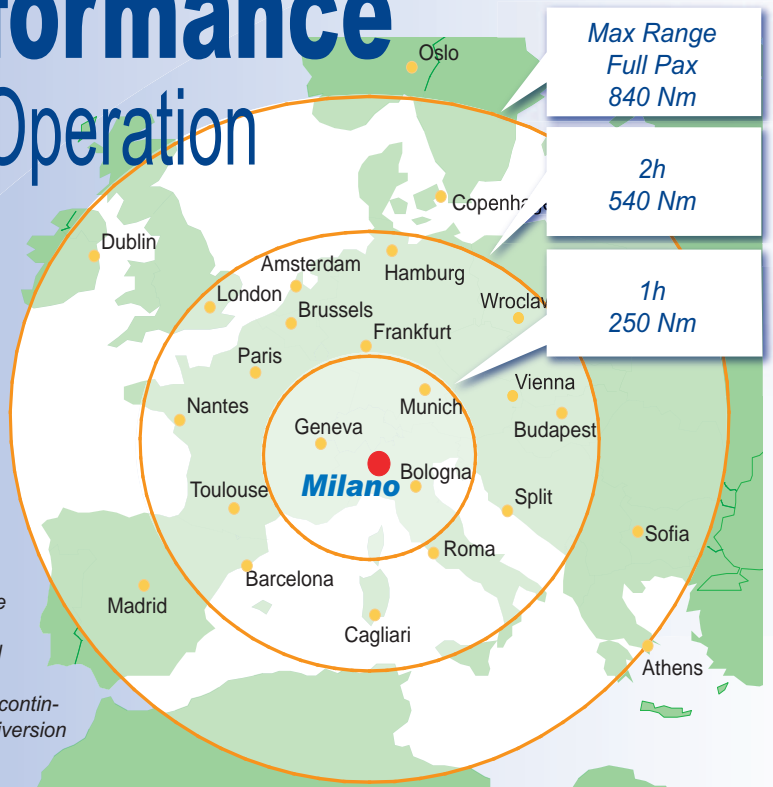 formance
Operation
Max Range
Full Pax
840 Nm
2h
540 Nm
1h
250 Nm
Oslo
Dublin
Amsterdam
Hamburg
London
Brussels
Frankfurt
Paris
Vienna
Nantes
Munich
Budapest
Geneva
Milano
Bologna
Toulouse
Split
Sofia
Roma
Barcelona
Madrid
Cagliari
Athens
contin-
iversion